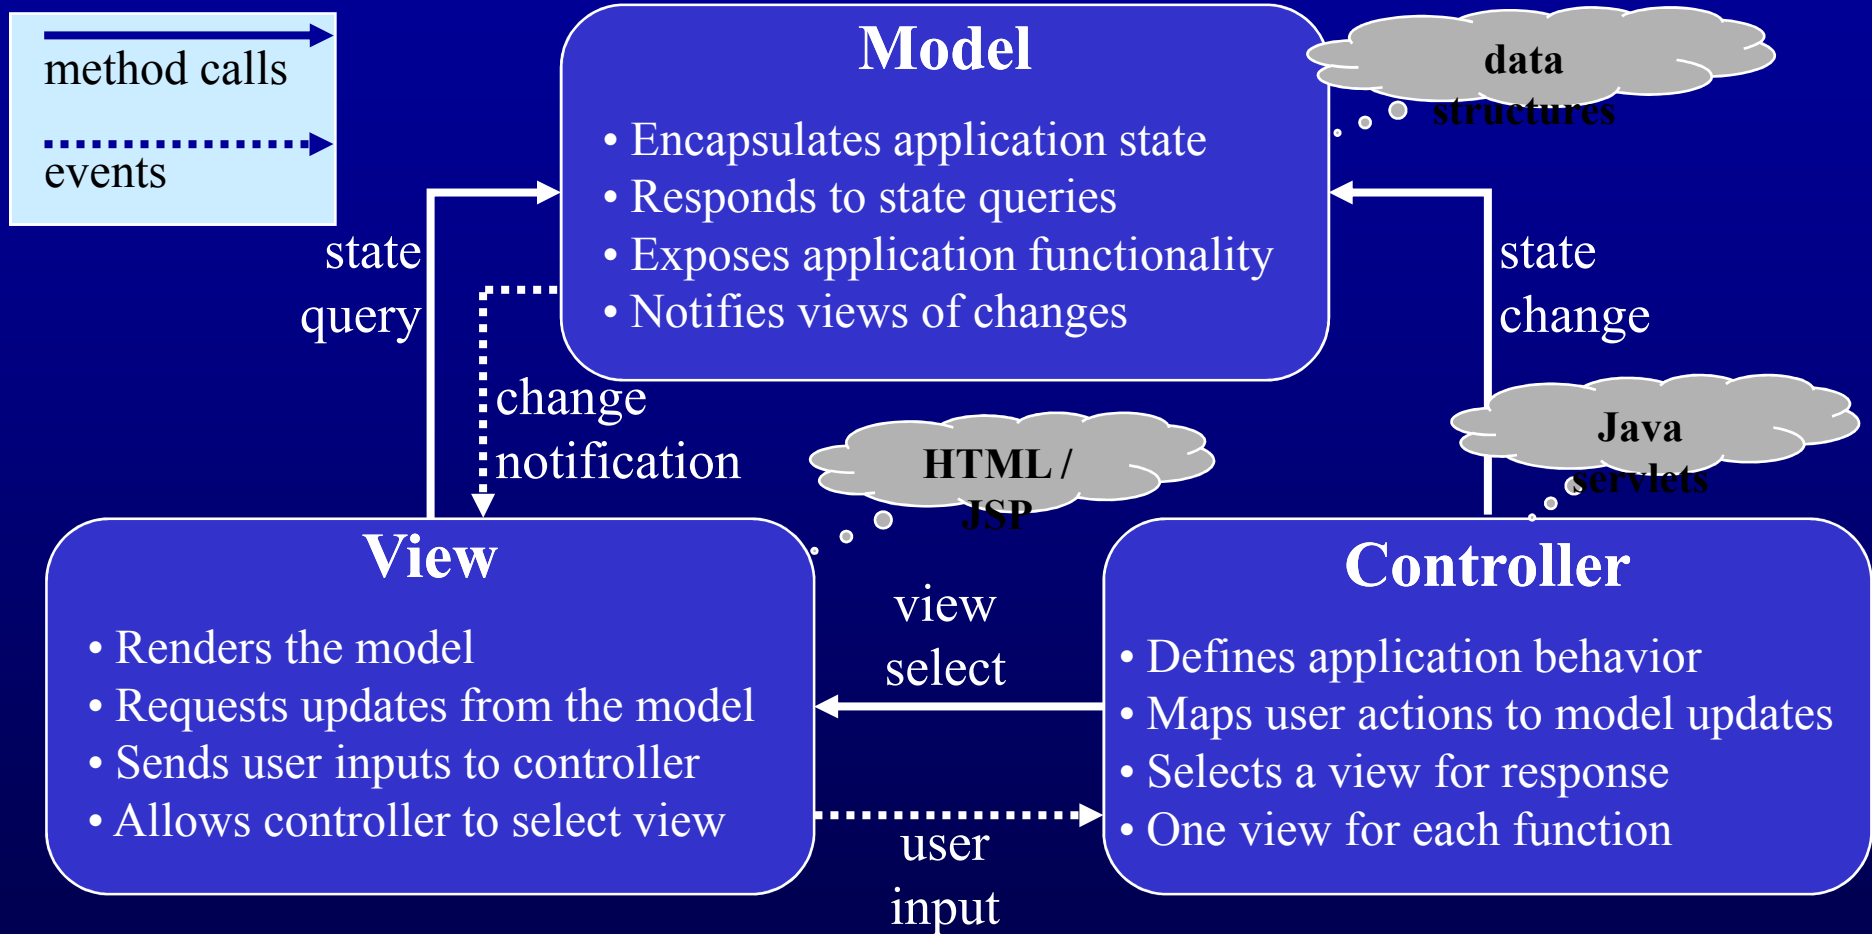 method calls
events
Model
• Encapsulates application state
• Responds to state queries
• Exposes application functionality
• Notifies views of changes
data
structures
state
query
change
notification
state
change
HTML /
JSP
Java
servlets
View
• Renders the model
• Requests updates from the model
• Sends user inputs to controller
• Allows controller to select view
view
select
user
input
Controller
• Defines application behavior
• Maps user actions to model updates
• Selects a view for response
• One view for each function